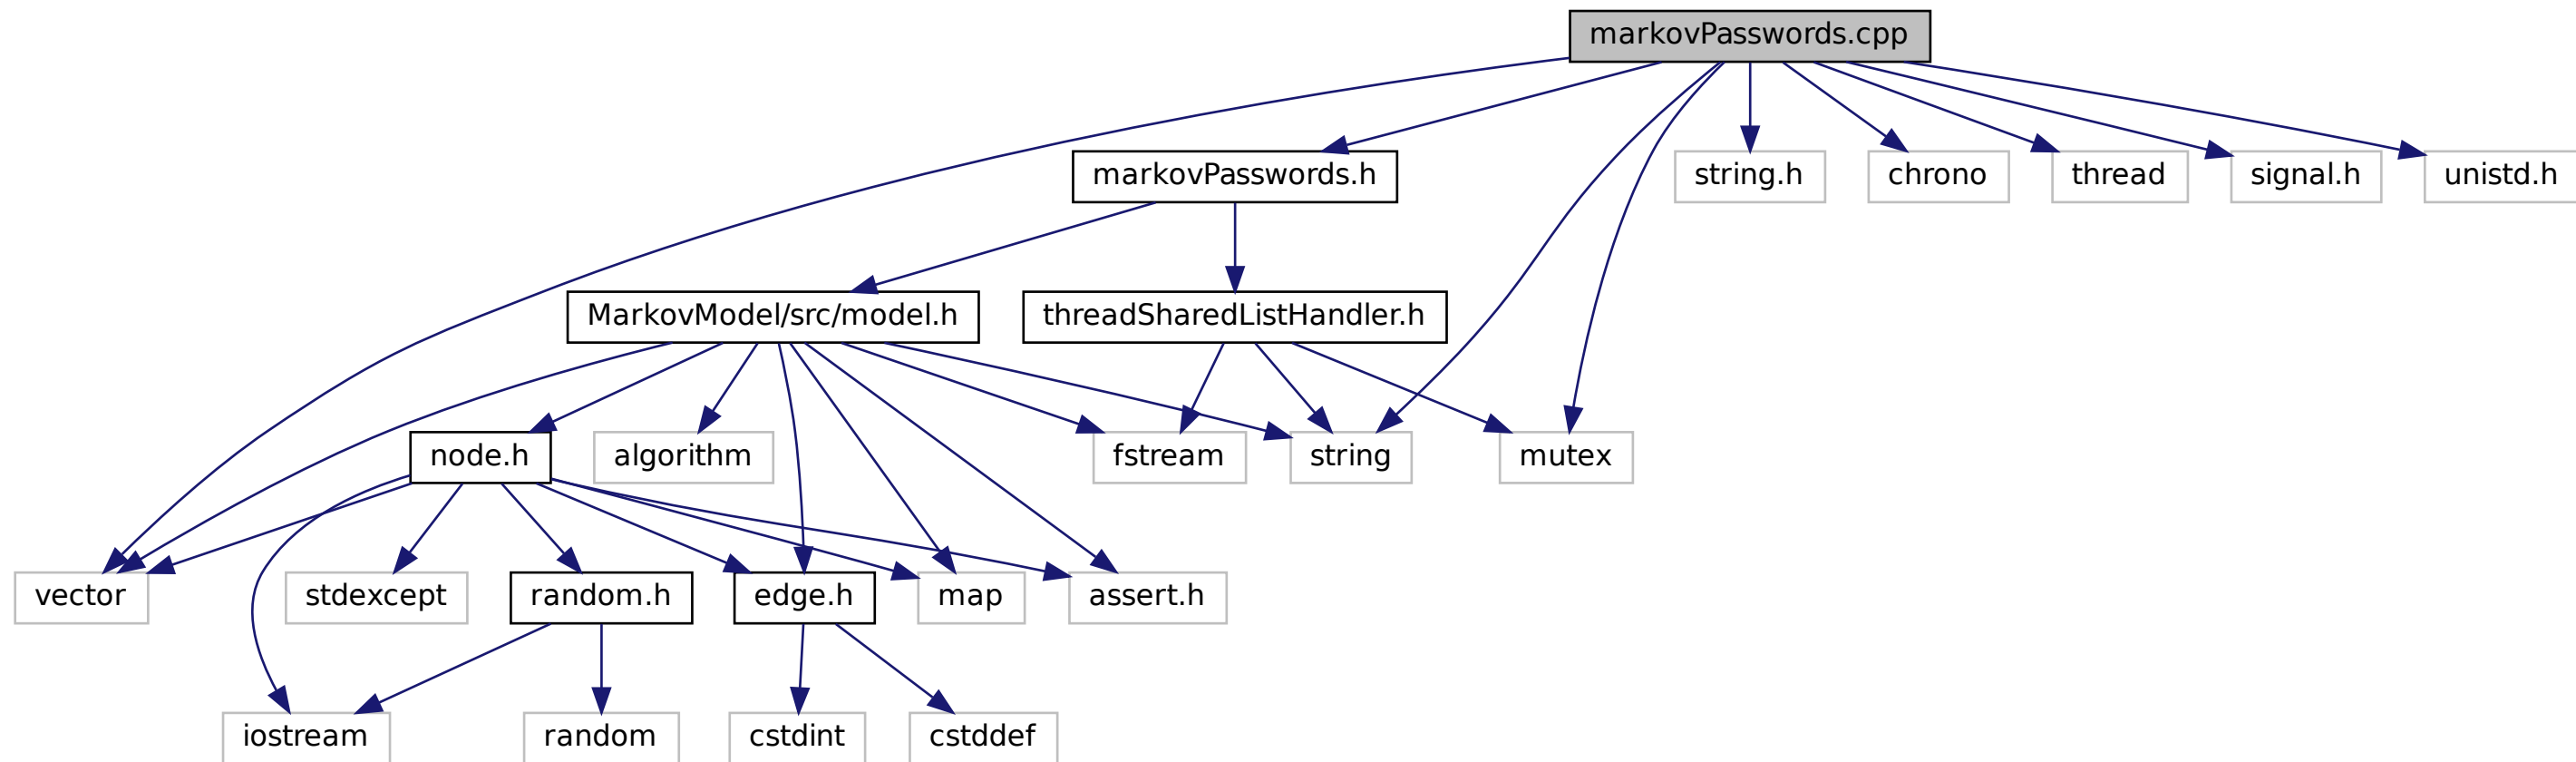 markovPasswords.cpp
markovPasswords.h
string.h
chrono
thread
signal.h
unistd.h
MarkovModel/src/model.h
threadSharedListHandler.h
node.h
algorithm
fstream
string
mutex
vector
stdexcept
random.h
edge.h
map
assert.h
iostream
random
cstdint
cstddef